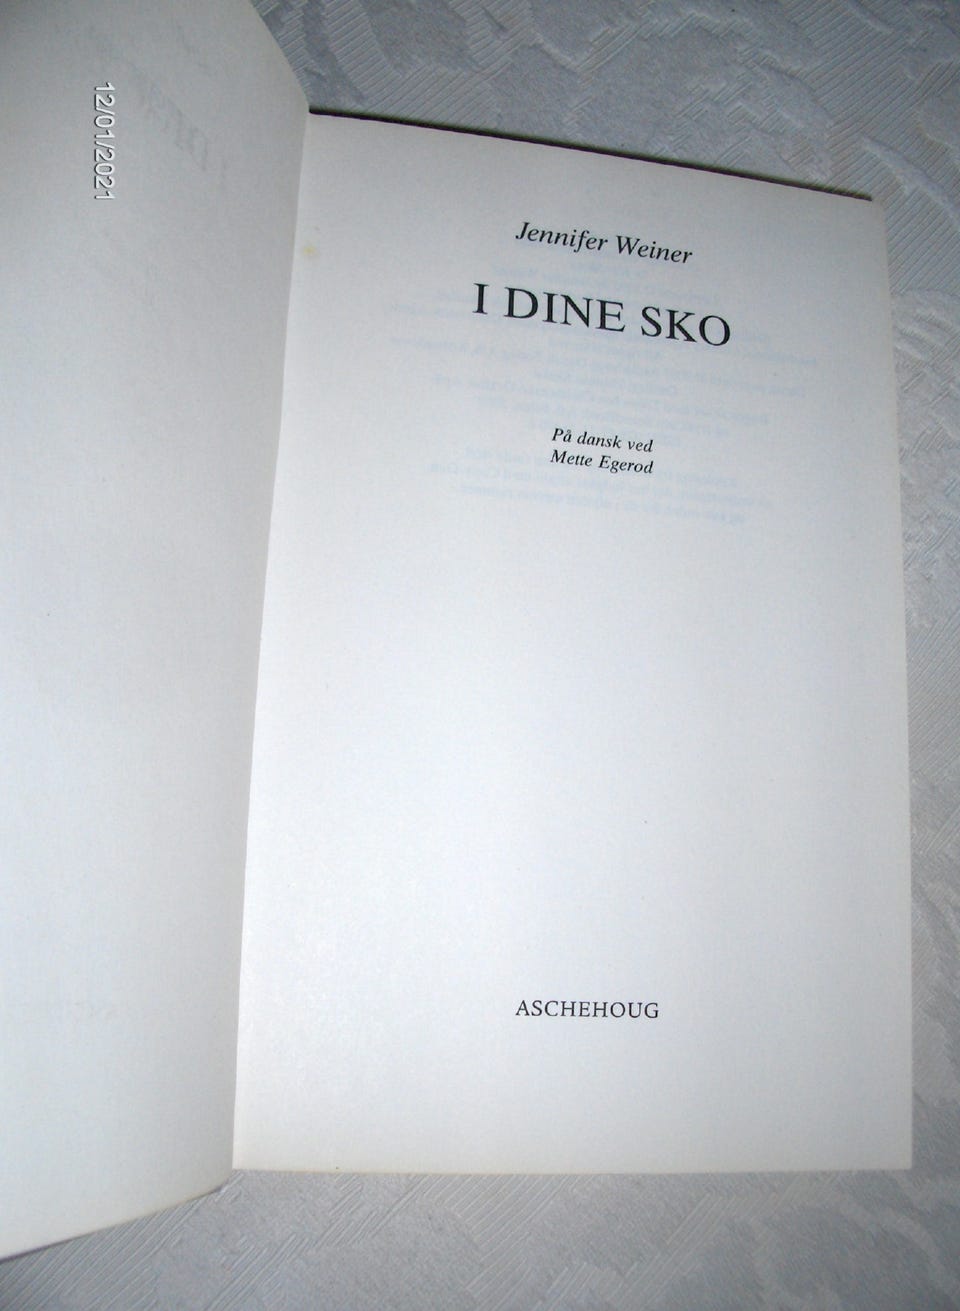 12/01/2021
Jennifer Weiner
I DINE SKO
På dansk ved
Mette Egerod
ASCHEHOUG